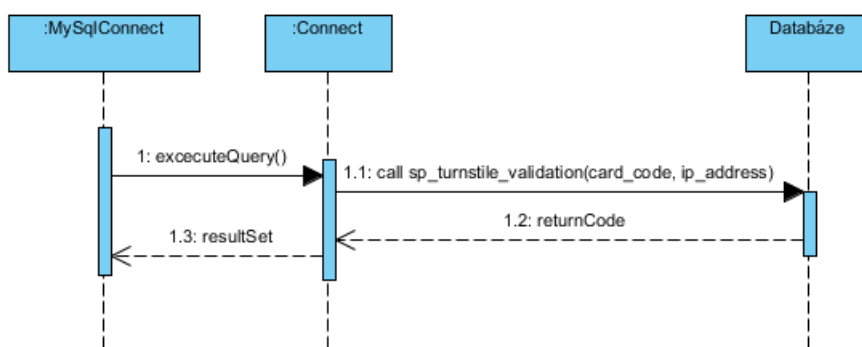 :MySqlConnect
:Connect
Databáze
1: excecuteQuery()
1.1: call sp_turnstile_validation(card_code, ip_address)
1.2: returnCode
1.3: resultSet